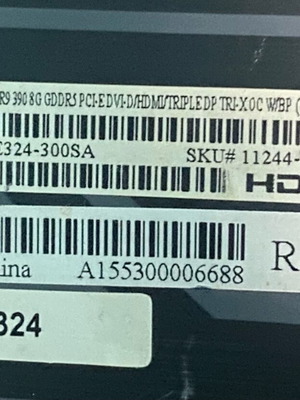 R9 390 8G GDDR5 PCI-E DVI-D/HDMI/TRIPLE DP TRI-X OC W/BP (
E324-300SA SKU# 11244-
HD
ina A155300006688 R
324